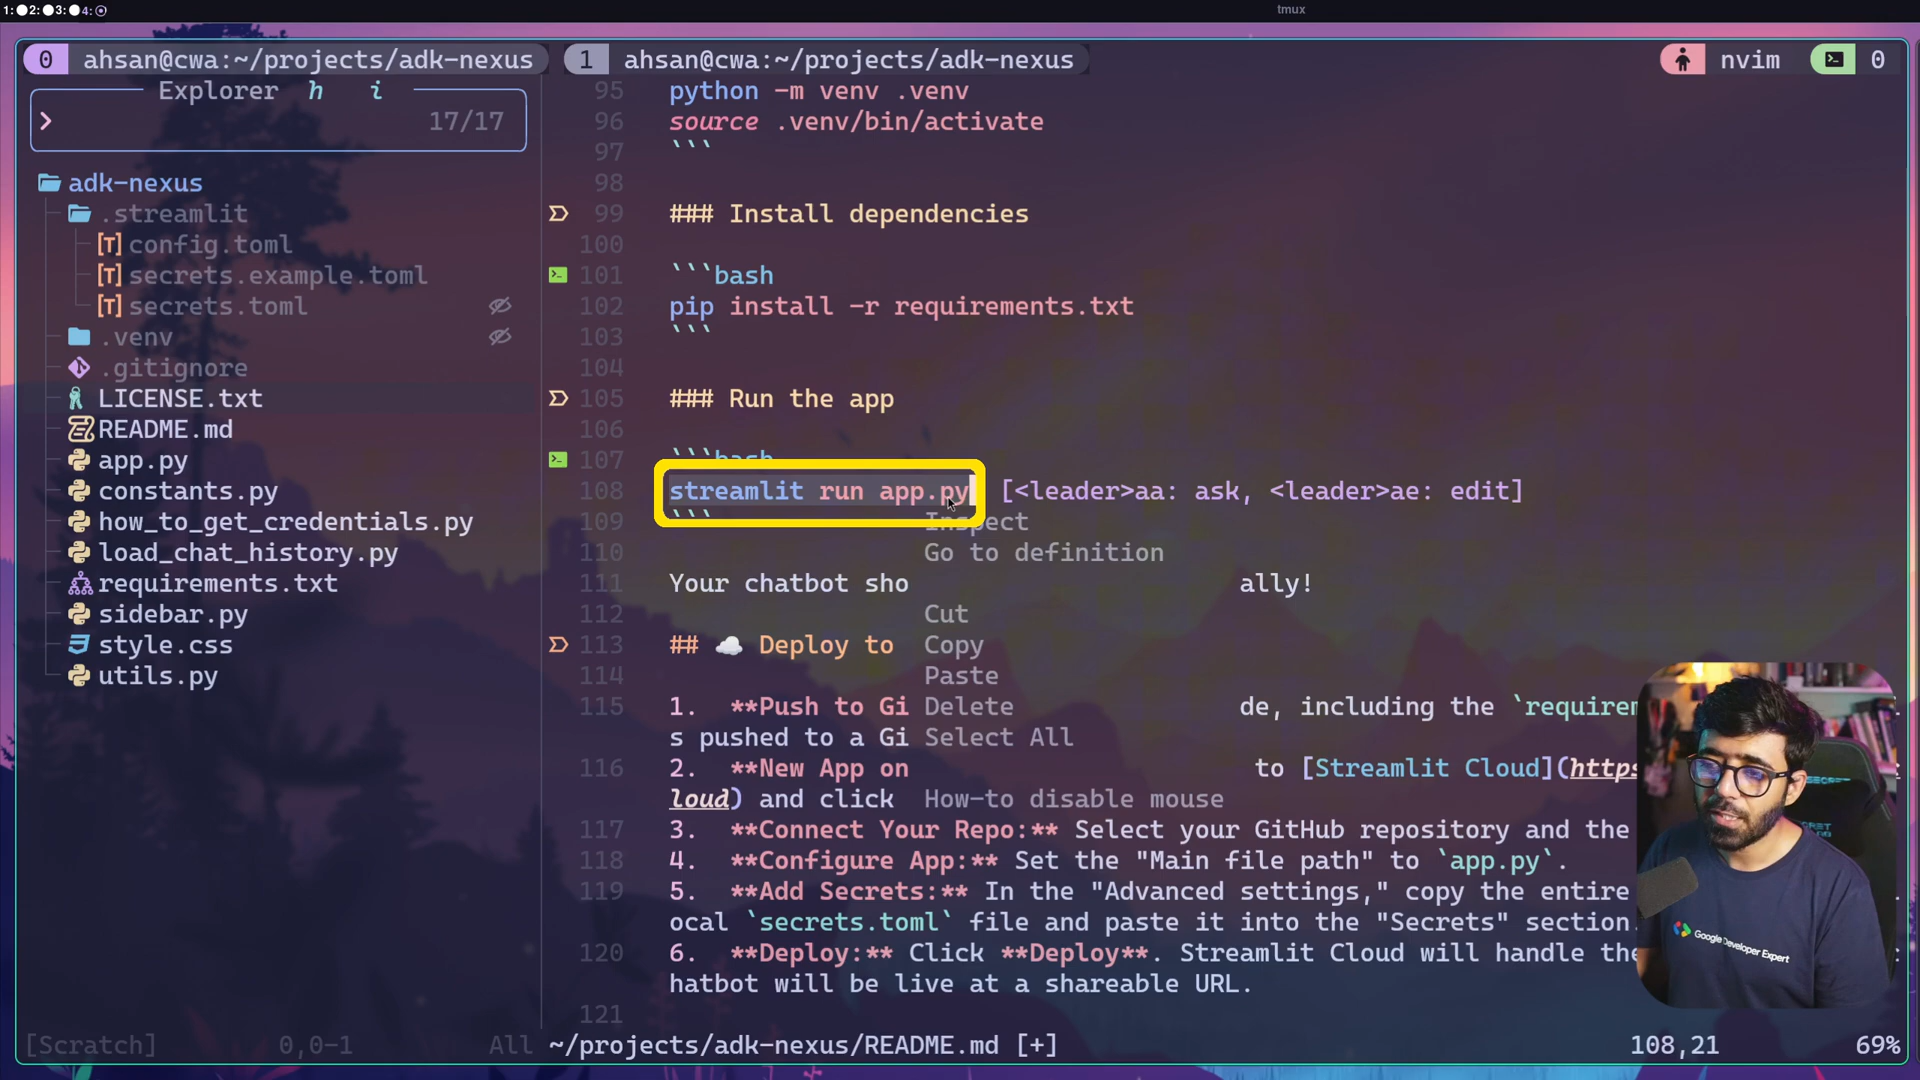 1: 2: 3: 4:
tmux
0 ahsan@cwa:~/projects/adk-nexus
1 ahsan@cwa:~/projects/adk-nexus
nvim 0
Explorer h i
17/17
adk-nexus
.streamlit
[T] config.toml
[T] secrets.example.toml
[T] secrets.toml
.venv
.gitignore
LICENSE.txt
README.md
app.py
constants.py
how_to_get_credentials.py
load_chat_history.py
requirements.txt
sidebar.py
style.css
utils.py
[Scratch] 0,0-1 All
95 python -m venv .venv
96 source .venv/bin/activate
97 ```
98
99 ### Install dependencies
100
101 ```bash
102 pip install -r requirements.txt
103 ```
104
105 ### Run the app
106
107 ```bash
108 streamlit run app.py [<leader>aa: ask, <leader>ae: edit]
109 ```
Inspect
110
Go to definition
111 Your chatbot sho ally!
112
Cut
113 ## ☁️ Deploy to
Copy
114
Paste
115 1. **Push to Gi de, including the `requirem
Delete
s pushed to a Gi
Select All
116 2. **New App on to [Streamlit Cloud](https
loud) and click
How-to disable mouse
117 3. **Connect Your Repo:** Select your GitHub repository and the
118 4. **Configure App:** Set the "Main file path" to `app.py`.
119 5. **Add Secrets:** In the "Advanced settings," copy the entire
ocal `secrets.toml` file and paste it into the "Secrets" section.
120 6. **Deploy:** Click **Deploy**. Streamlit Cloud will handle the
hatbot will be live at a shareable URL.
121
~/projects/adk-nexus/README.md [+] 108,21 69%
Google Developer Expert